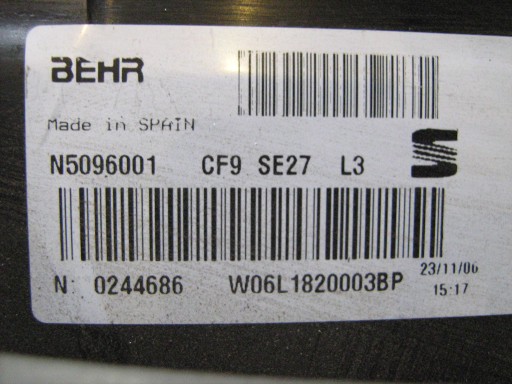 BEHR
Made in SPAIN
N5096001 CF9 SE27 L3
23/11/06
N: 0244686 W06L1820003BP
15:17